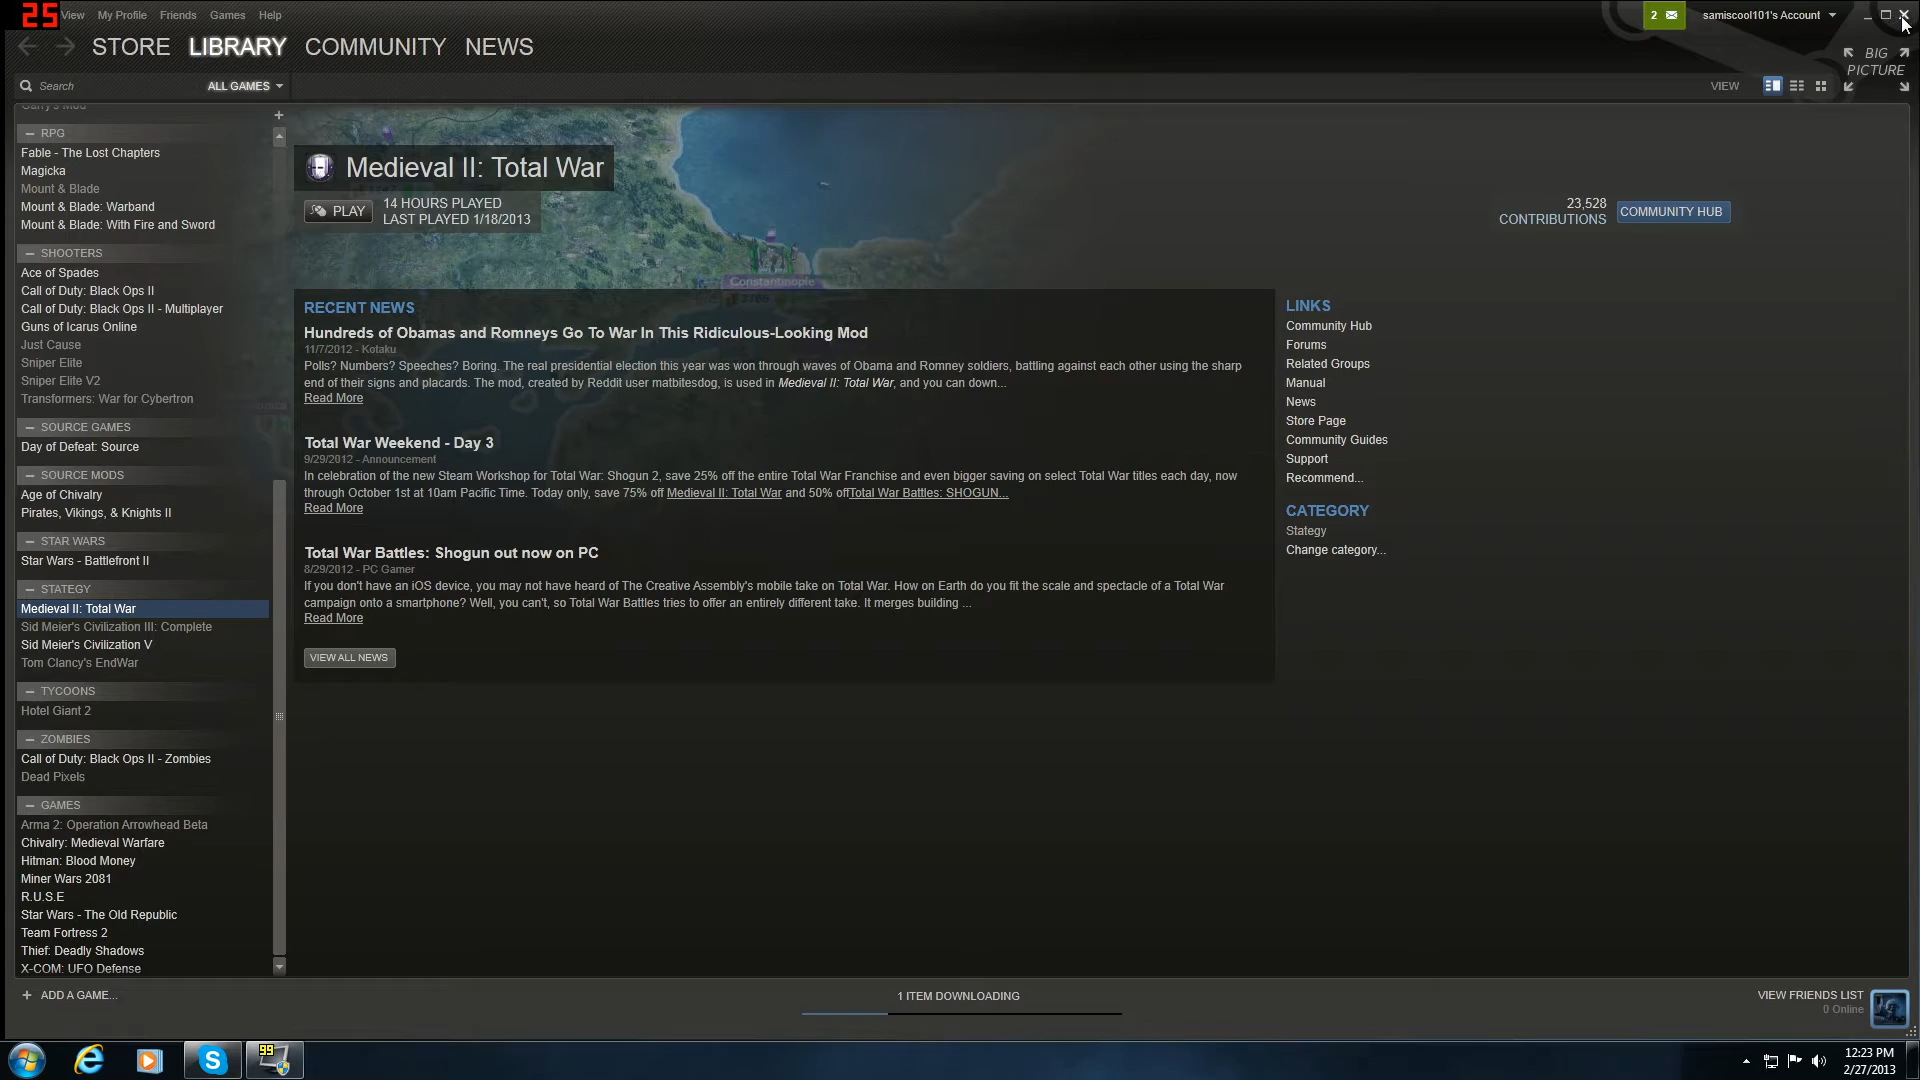 25
View My Profile Friends Games Help
2
samiscool101's Account
STORE LIBRARY COMMUNITY NEWS
BIG
PICTURE
Search
ALL GAMES
VIEW
Garry's Mod
RPG
Fable - The Lost Chapters
Magicka
Mount & Blade
Mount & Blade: Warband
Mount & Blade: With Fire and Sword
SHOOTERS
Ace of Spades
Call of Duty: Black Ops II
Call of Duty: Black Ops II - Multiplayer
Guns of Icarus Online
Just Cause
Sniper Elite
Sniper Elite V2
Transformers: War for Cybertron
SOURCE GAMES
Day of Defeat: Source
SOURCE MODS
Age of Chivalry
Pirates, Vikings, & Knights II
STAR WARS
Star Wars - Battlefront II
STATEGY
Medieval II: Total War
Sid Meier's Civilization III: Complete
Sid Meier's Civilization V
Tom Clancy's EndWar
TYCOONS
Hotel Giant 2
ZOMBIES
Call of Duty: Black Ops II - Zombies
Dead Pixels
GAMES
Arma 2: Operation Arrowhead Beta
Chivalry: Medieval Warfare
Hitman: Blood Money
Miner Wars 2081
R.U.S.E
Star Wars - The Old Republic
Team Fortress 2
Thief: Deadly Shadows
X-COM: UFO Defense
Medieval II: Total War
PLAY
14 HOURS PLAYED
LAST PLAYED 1/18/2013
23,528
CONTRIBUTIONS
COMMUNITY HUB
Constantinople
RECENT NEWS
Hundreds of Obamas and Romneys Go To War In This Ridiculous-Looking Mod
11/7/2012 - Kotaku
Polls? Numbers? Speeches? Boring. The real presidential election this year was won through waves of Obama and Romney soldiers, battling against each other using the sharp
end of their signs and placards. The mod, created by Reddit user matbitesdog, is used in Medieval II: Total War, and you can down...
Read More
Total War Weekend - Day 3
9/29/2012 - Announcement
In celebration of the new Steam Workshop for Total War: Shogun 2, save 25% off the entire Total War Franchise and even bigger saving on select Total War titles each day, now
through October 1st at 10am Pacific Time. Today only, save 75% off Medieval II: Total War and 50% offTotal War Battles: SHOGUN...
Read More
Total War Battles: Shogun out now on PC
8/29/2012 - PC Gamer
If you don't have an iOS device, you may not have heard of The Creative Assembly's mobile take on Total War. How on Earth do you fit the scale and spectacle of a Total War
campaign onto a smartphone? Well, you can't, so Total War Battles tries to offer an entirely different take. It merges building ...
Read More
VIEW ALL NEWS
LINKS
Community Hub
Forums
Related Groups
Manual
News
Store Page
Community Guides
Support
Recommend...
CATEGORY
Stategy
Change category...
+ ADD A GAME...
1 ITEM DOWNLOADING
VIEW FRIENDS LIST
0 Online
99
12:23 PM
2/27/2013